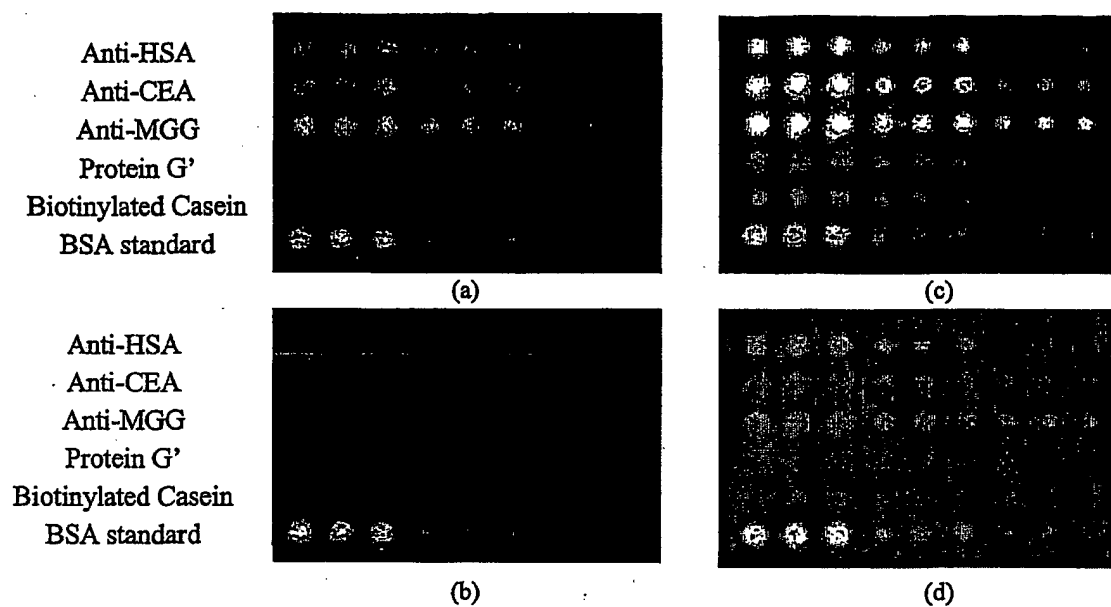 Anti-HSA
Anti-CEA
Anti-MGG
Protein G'
Biotinylated Casein
BSA standard
(a)
(c)
Anti-HSA
Anti-CEA
Anti-MGG
Protein G'
Biotinylated Casein
BSA standard
(b)
(d)